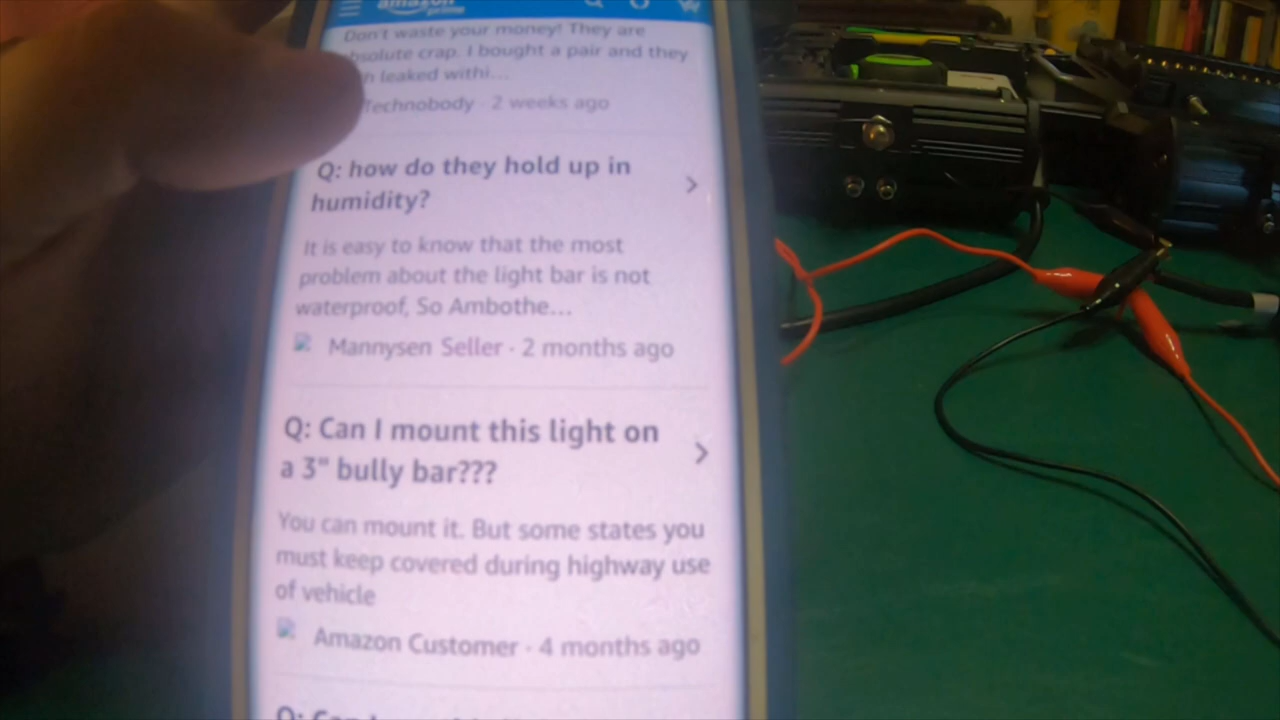 amazon
prime
Don't waste your money! They are
absolute crap. I bought a pair and they
leaked withi...
Technobody · 2 weeks ago
Q: how do they hold up in
humidity?
It is easy to know that the most
problem about the light bar is not
waterproof, So Ambothe...
Mannysen Seller · 2 months ago
Q: Can I mount this light on
a 3" bully bar???
You can mount it. But some states you
must keep covered during highway use
of vehicle
Amazon Customer · 4 months ago